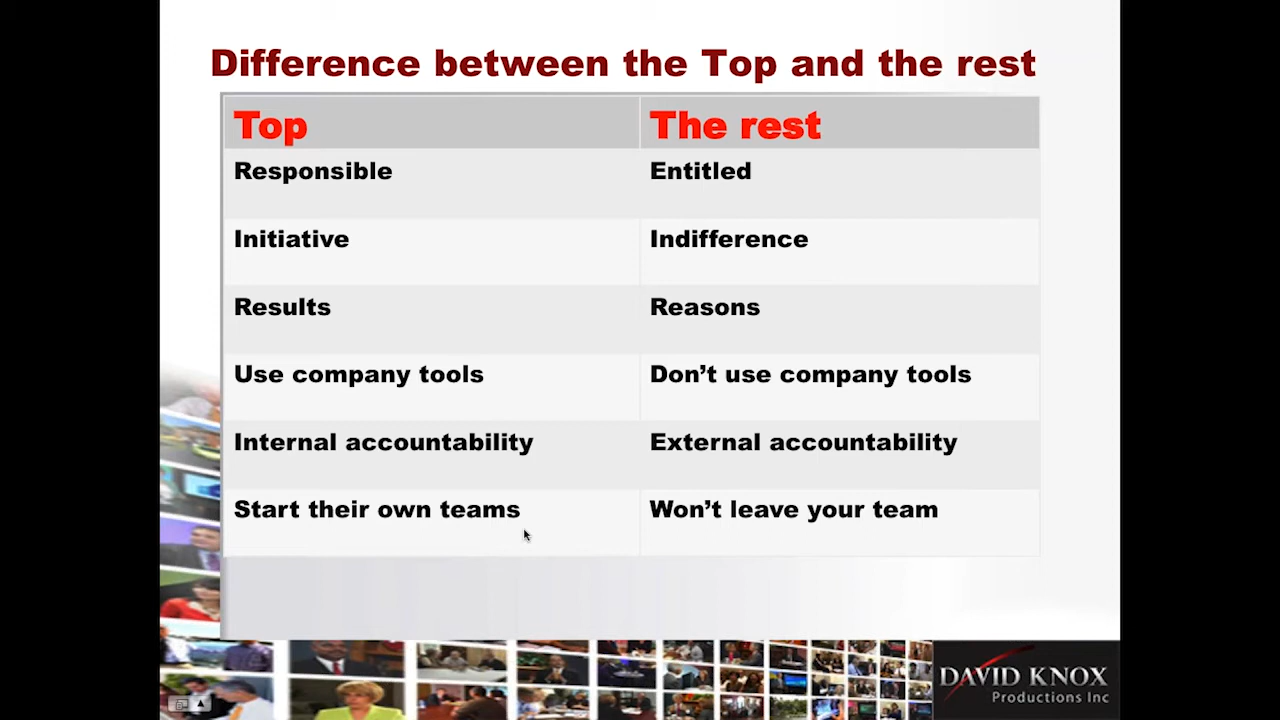 Difference between the Top and the rest
Top The rest
Responsible Entitled
Initiative Indifference
Results Reasons
Use company tools Don’t use company tools
Internal accountability External accountability
Start their own teams Won’t leave your team
DAVID KNOX
Productions Inc